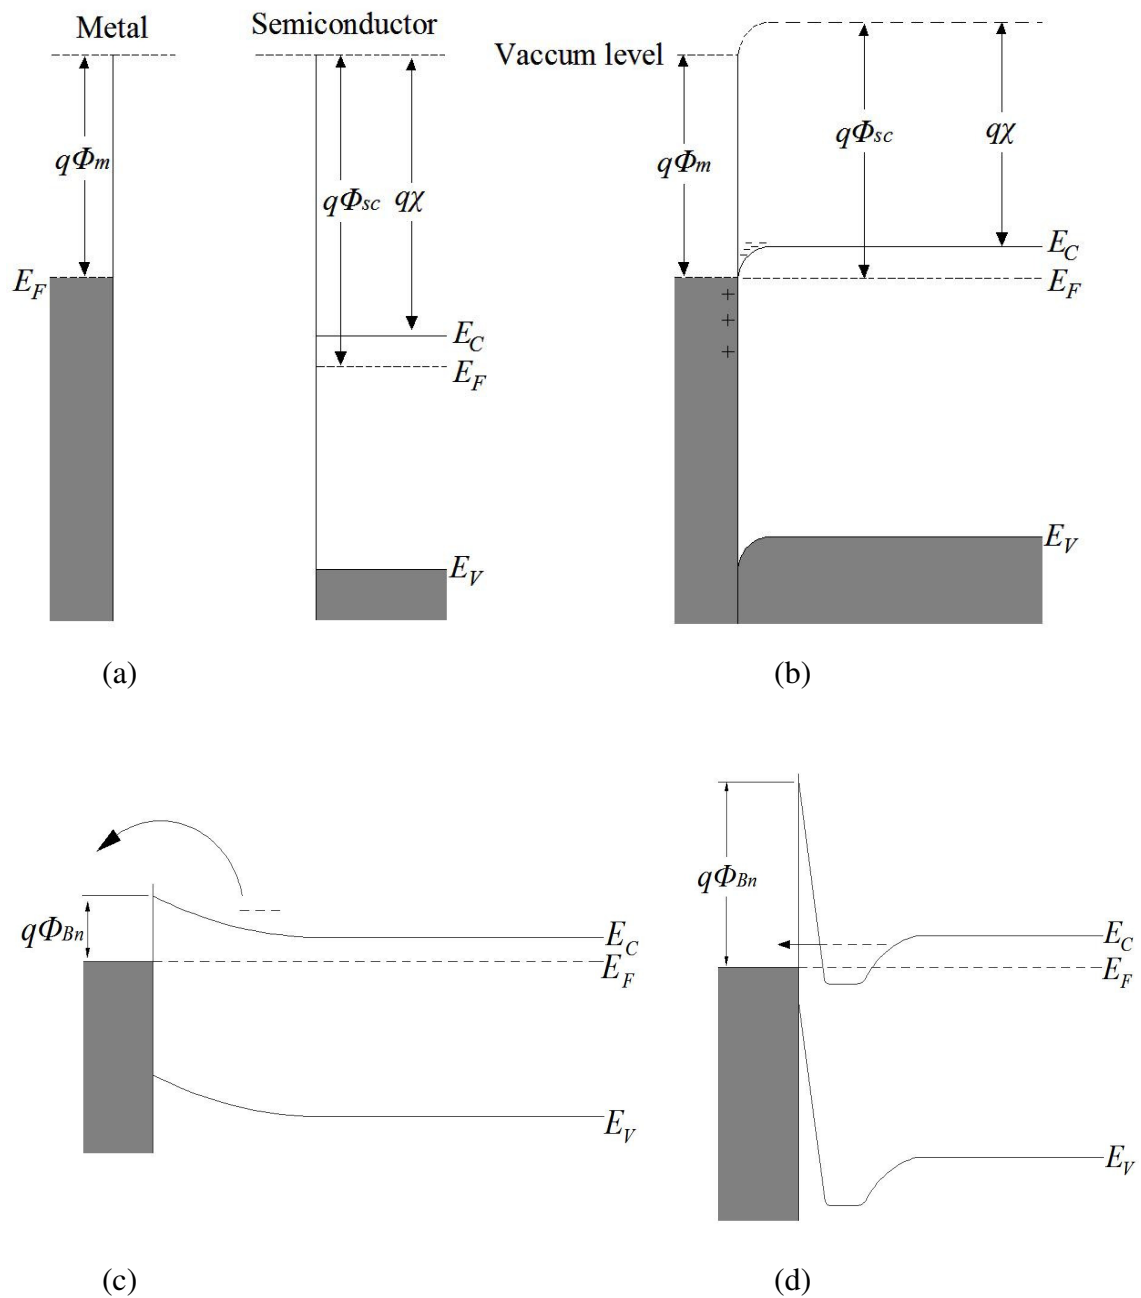 Metal
Semiconductor
Vaccum level
qΦm
qΦsc
qχ
qΦm
qΦsc
qχ
EF
EC
EF
EV
EC
EF
EV
+
+
+
(a)
(b)
qΦBn
EC
EF
EV
qΦBn
EC
EF
EV
(c)
(d)